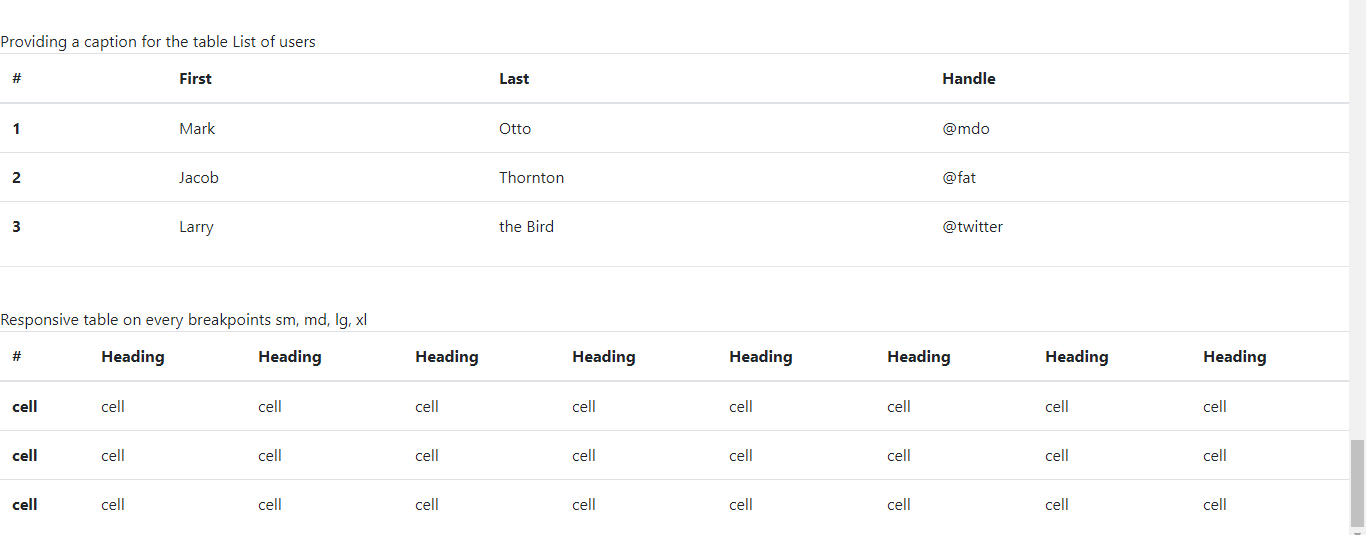 Providing a caption for the table List of users
# First Last Handle
1 Mark Otto @mdo
2 Jacob Thornton @fat
3 Larry the Bird @twitter
Responsive table on every breakpoints sm, md, lg, xl
# Heading Heading Heading Heading Heading Heading Heading Heading
cell cell cell cell cell cell cell cell cell
cell cell cell cell cell cell cell cell cell
cell cell cell cell cell cell cell cell cell